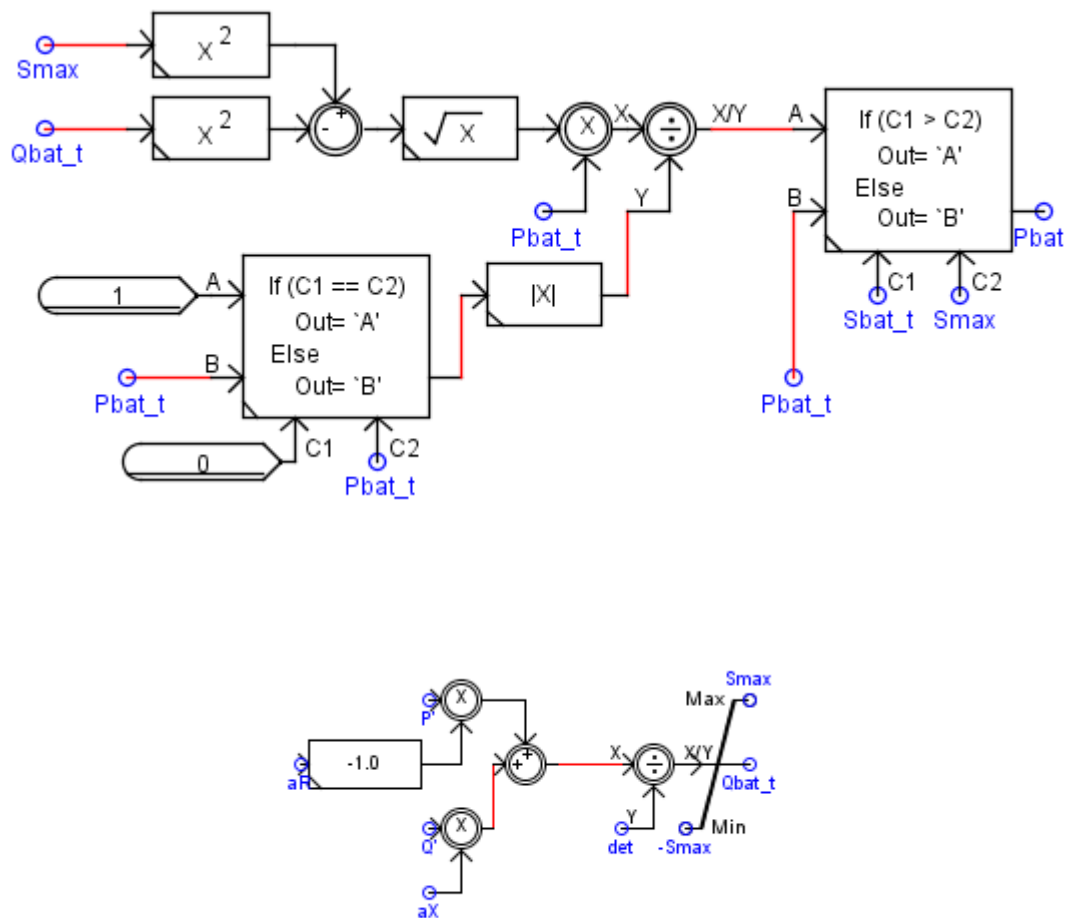 Smax
X 2
Qbat_t
X 2
+
-
√ X
X
X
÷
X/Y
Y
Pbat_t
A
B
If (C1 > C2)
Out= `A'
Else
Out= `B'
Pbat
C1
C2
Sbat_t
Smax
Pbat_t
1
A
If (C1 == C2)
Out= `A'
Else
Out= `B'
B
Pbat_t
|X|
0
C1
C2
Pbat_t
Smax
Max
P'
X
-1.0
aR
+
+
X
÷
X/Y
Qbat_t
Q'
X
Y
det
-Smax
Min
aX